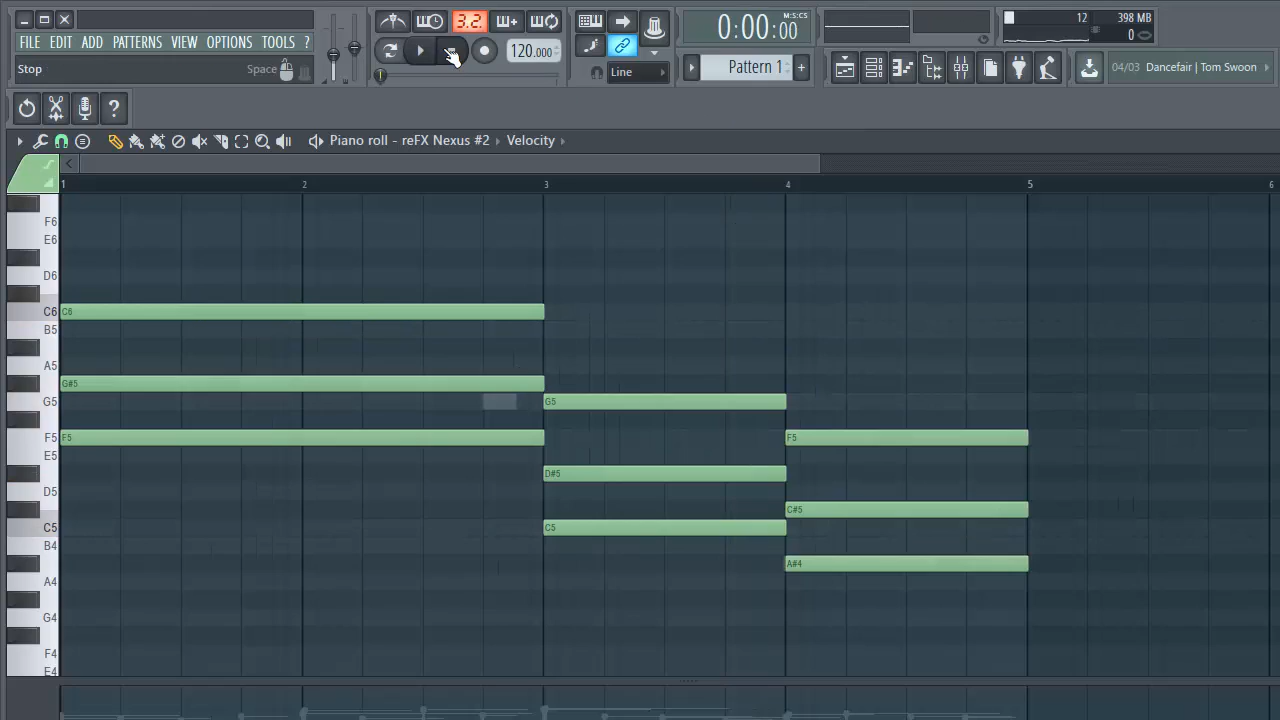 12 398 MB
3.2. 0:00:00 M:S:CS 0
FILE EDIT ADD PATTERNS VIEW OPTIONS TOOLS ?
120.000
Stop Space Line Pattern 1 + 04/03 Dancefair | Tom Swoon
?
Piano roll - reFX Nexus #2 Velocity
1 2 3 4 5 6
F6
E6
D6
C6 C6
B5
A5
G#5
G5 G5
F5 F5 F5
E5
D#5
D5
C#5
C5 C5
B4
A#4
A4
G4
F4
E4